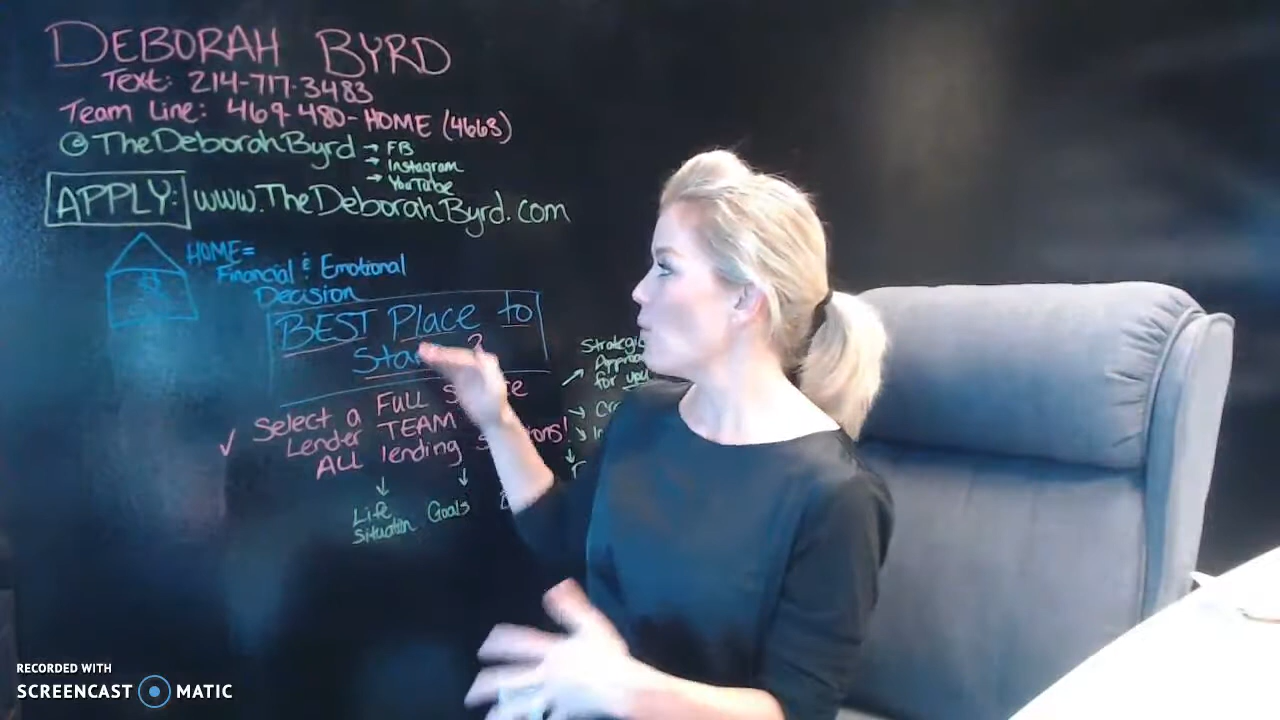 DEBORAH BYRD
Text: 214-717-3483
Team Line: 469-480-HOME (4663)
@TheDeborahByrd → FB
→ Instagram
→ YouTube
APPLY: www.TheDeborahByrd.com
HOME=
Financial & Emotional
Decision
BEST Place to
?
Select a FULL
✓ Lender TEAM
ALL lending
↓ ↓
Life Goals
Situation
Approa
for you
RECORDED WITH
SCREENCAST MATIC